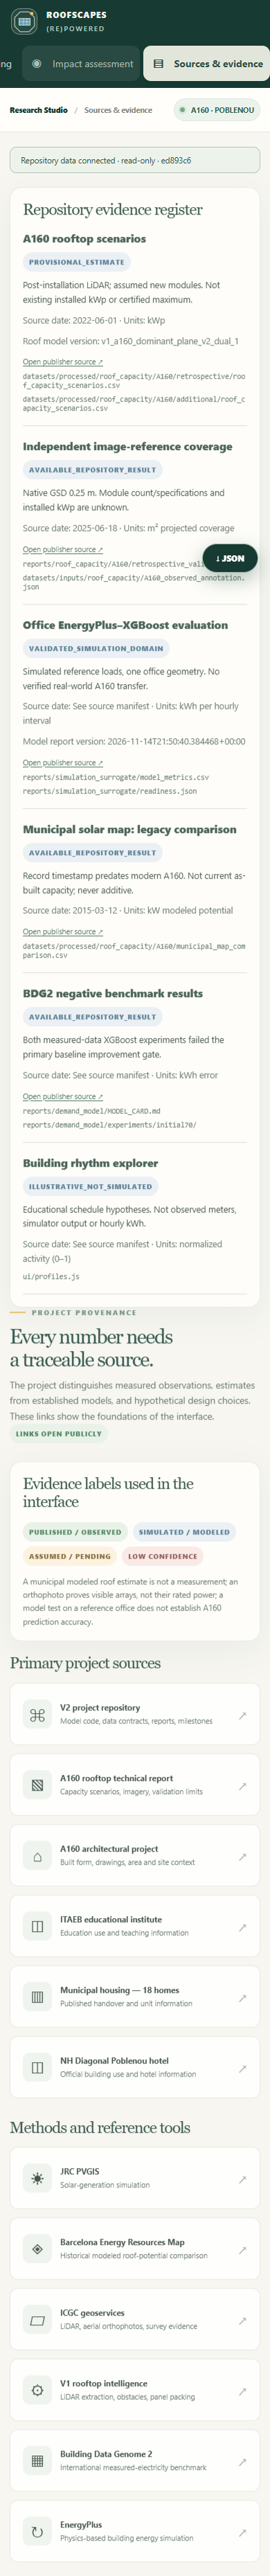 ROOFSCAPES
(RE)POWERED
ng
Impact assessment
Sources & evidence
Research Studio / Sources & evidence
A160 · POBLENOU
Repository data connected · read-only · ed893c6
Repository evidence register
A160 rooftop scenarios
PROVISIONAL_ESTIMATE
Post-installation LiDAR; assumed new modules. Not
existing installed kWp or certified maximum.
Source date: 2022-06-01 · Units: kWp
Roof model version: v1_a160_dominant_plane_v2_dual_1
Open publisher source ↗
datasets/processed/roof_capacity/A160/retrospective/roo
f_capacity_scenarios.csv
datasets/processed/roof_capacity/A160/additional/roof_c
apacity_scenarios.csv
Independent image-reference coverage
AVAILABLE_REPOSITORY_RESULT
Native GSD 0.25 m. Module count/specifications and
installed kWp are unknown.
Source date: 2025-06-18 · Units: m² projected coverage
Open publisher source ↗
↓ JSON
reports/roof_capacity/A160/retrospective_val
datasets/inputs/roof_capacity/A160_observed_annotation.
json
Office EnergyPlus–XGBoost evaluation
VALIDATED_SIMULATION_DOMAIN
Simulated reference loads, one office geometry. No
verified real-world A160 transfer.
Source date: See source manifest · Units: kWh per hourly
interval
Model report version: 2026-11-14T21:50:40.384468+00:00
Open publisher source ↗
reports/simulation_surrogate/model_metrics.csv
reports/simulation_surrogate/readiness.json
Municipal solar map: legacy comparison
AVAILABLE_REPOSITORY_RESULT
Record timestamp predates modern A160. Not current as-
built capacity; never additive.
Source date: 2015-03-12 · Units: kW modeled potential
Open publisher source ↗
datasets/processed/roof_capacity/A160/municipal_map_com
parison.csv
BDG2 negative benchmark results
AVAILABLE_REPOSITORY_RESULT
Both measured-data XGBoost experiments failed the
primary baseline improvement gate.
Source date: See source manifest · Units: kWh error
Open publisher source ↗
reports/demand_model/MODEL_CARD.md
reports/demand_model/experiments/initial70/
Building rhythm explorer
ILLUSTRATIVE_NOT_SIMULATED
Educational schedule hypotheses. Not observed meters,
simulator output or hourly kWh.
Source date: See source manifest · Units: normalized
activity (0–1)
ui/profiles.js
PROJECT PROVENANCE
Every number needs
a traceable source.
The project distinguishes measured observations, estimates
from established models, and hypothetical design choices.
These links show the foundations of the interface.
LINKS OPEN PUBLICLY
Evidence labels used in the
interface
PUBLISHED / OBSERVED
SIMULATED / MODELED
ASSUMED / PENDING
LOW CONFIDENCE
A municipal modeled roof estimate is not a measurement; an
orthophoto proves visible arrays, not their rated power; a
model test on a reference office does not establish A160
prediction accuracy.
Primary project sources
V2 project repository
Model code, data contracts, reports, milestones
A160 rooftop technical report
Capacity scenarios, imagery, validation limits
A160 architectural project
Built form, drawings, area and site context
ITAEB educational institute
Education use and teaching information
Municipal housing — 18 homes
Published handover and unit information
NH Diagonal Poblenou hotel
Official building use and hotel information
Methods and reference tools
JRC PVGIS
Solar-generation simulation
Barcelona Energy Resources Map
Historical modeled roof-potential comparison
ICGC geoservices
LiDAR, aerial orthophotos, survey evidence
V1 rooftop intelligence
LiDAR extraction, obstacles, panel packing
Building Data Genome 2
International measured-electricity benchmark
EnergyPlus
Physics-based building energy simulation